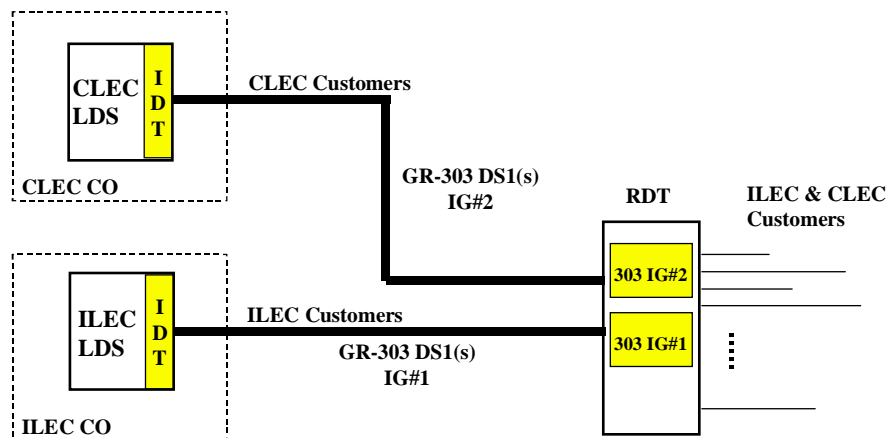 CLEC
LDS
I
D
T
CLEC CO
CLEC Customers
GR-303 DS1(s)
IG#2
RDT
ILEC & CLEC
Customers
303 IG#2
303 IG#1
ILEC
LDS
I
D
T
ILEC CO
ILEC Customers
GR-303 DS1(s)
IG#1